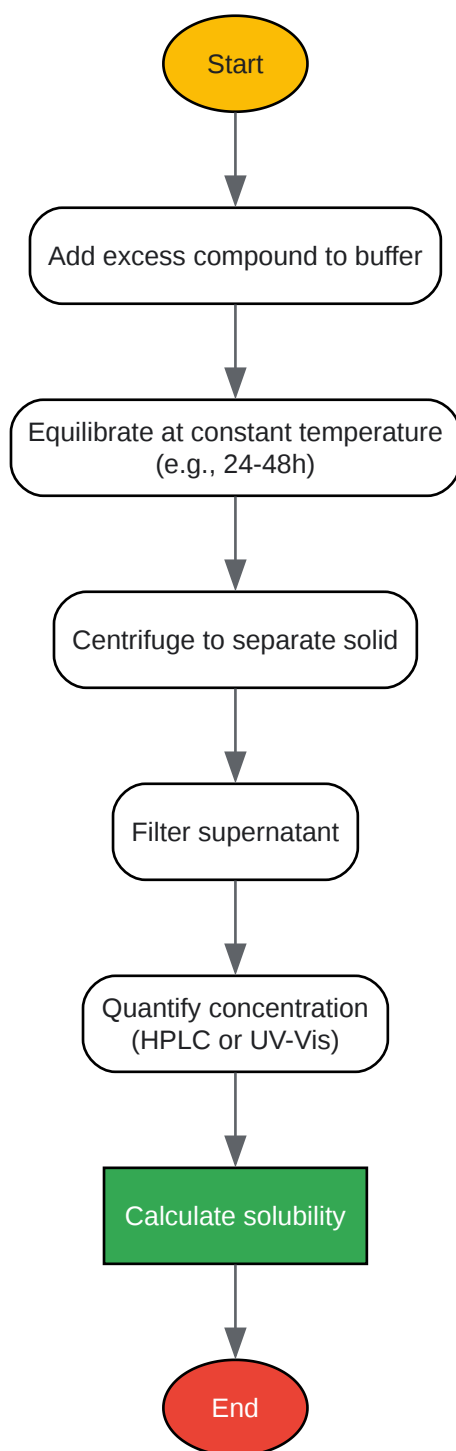 Start
Add excess compound to buffer
Equilibrate at constant temperature
(e.g., 24-48h)
Centrifuge to separate solid
Filter supernatant
Quantify concentration
(HPLC or UV-Vis)
Calculate solubility
End